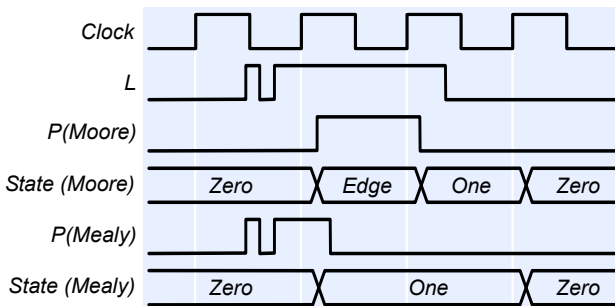 Clock
L
P(Moore)
State (Moore) Zero Edge One Zero
P(Mealy)
State (Mealy) Zero One Zero